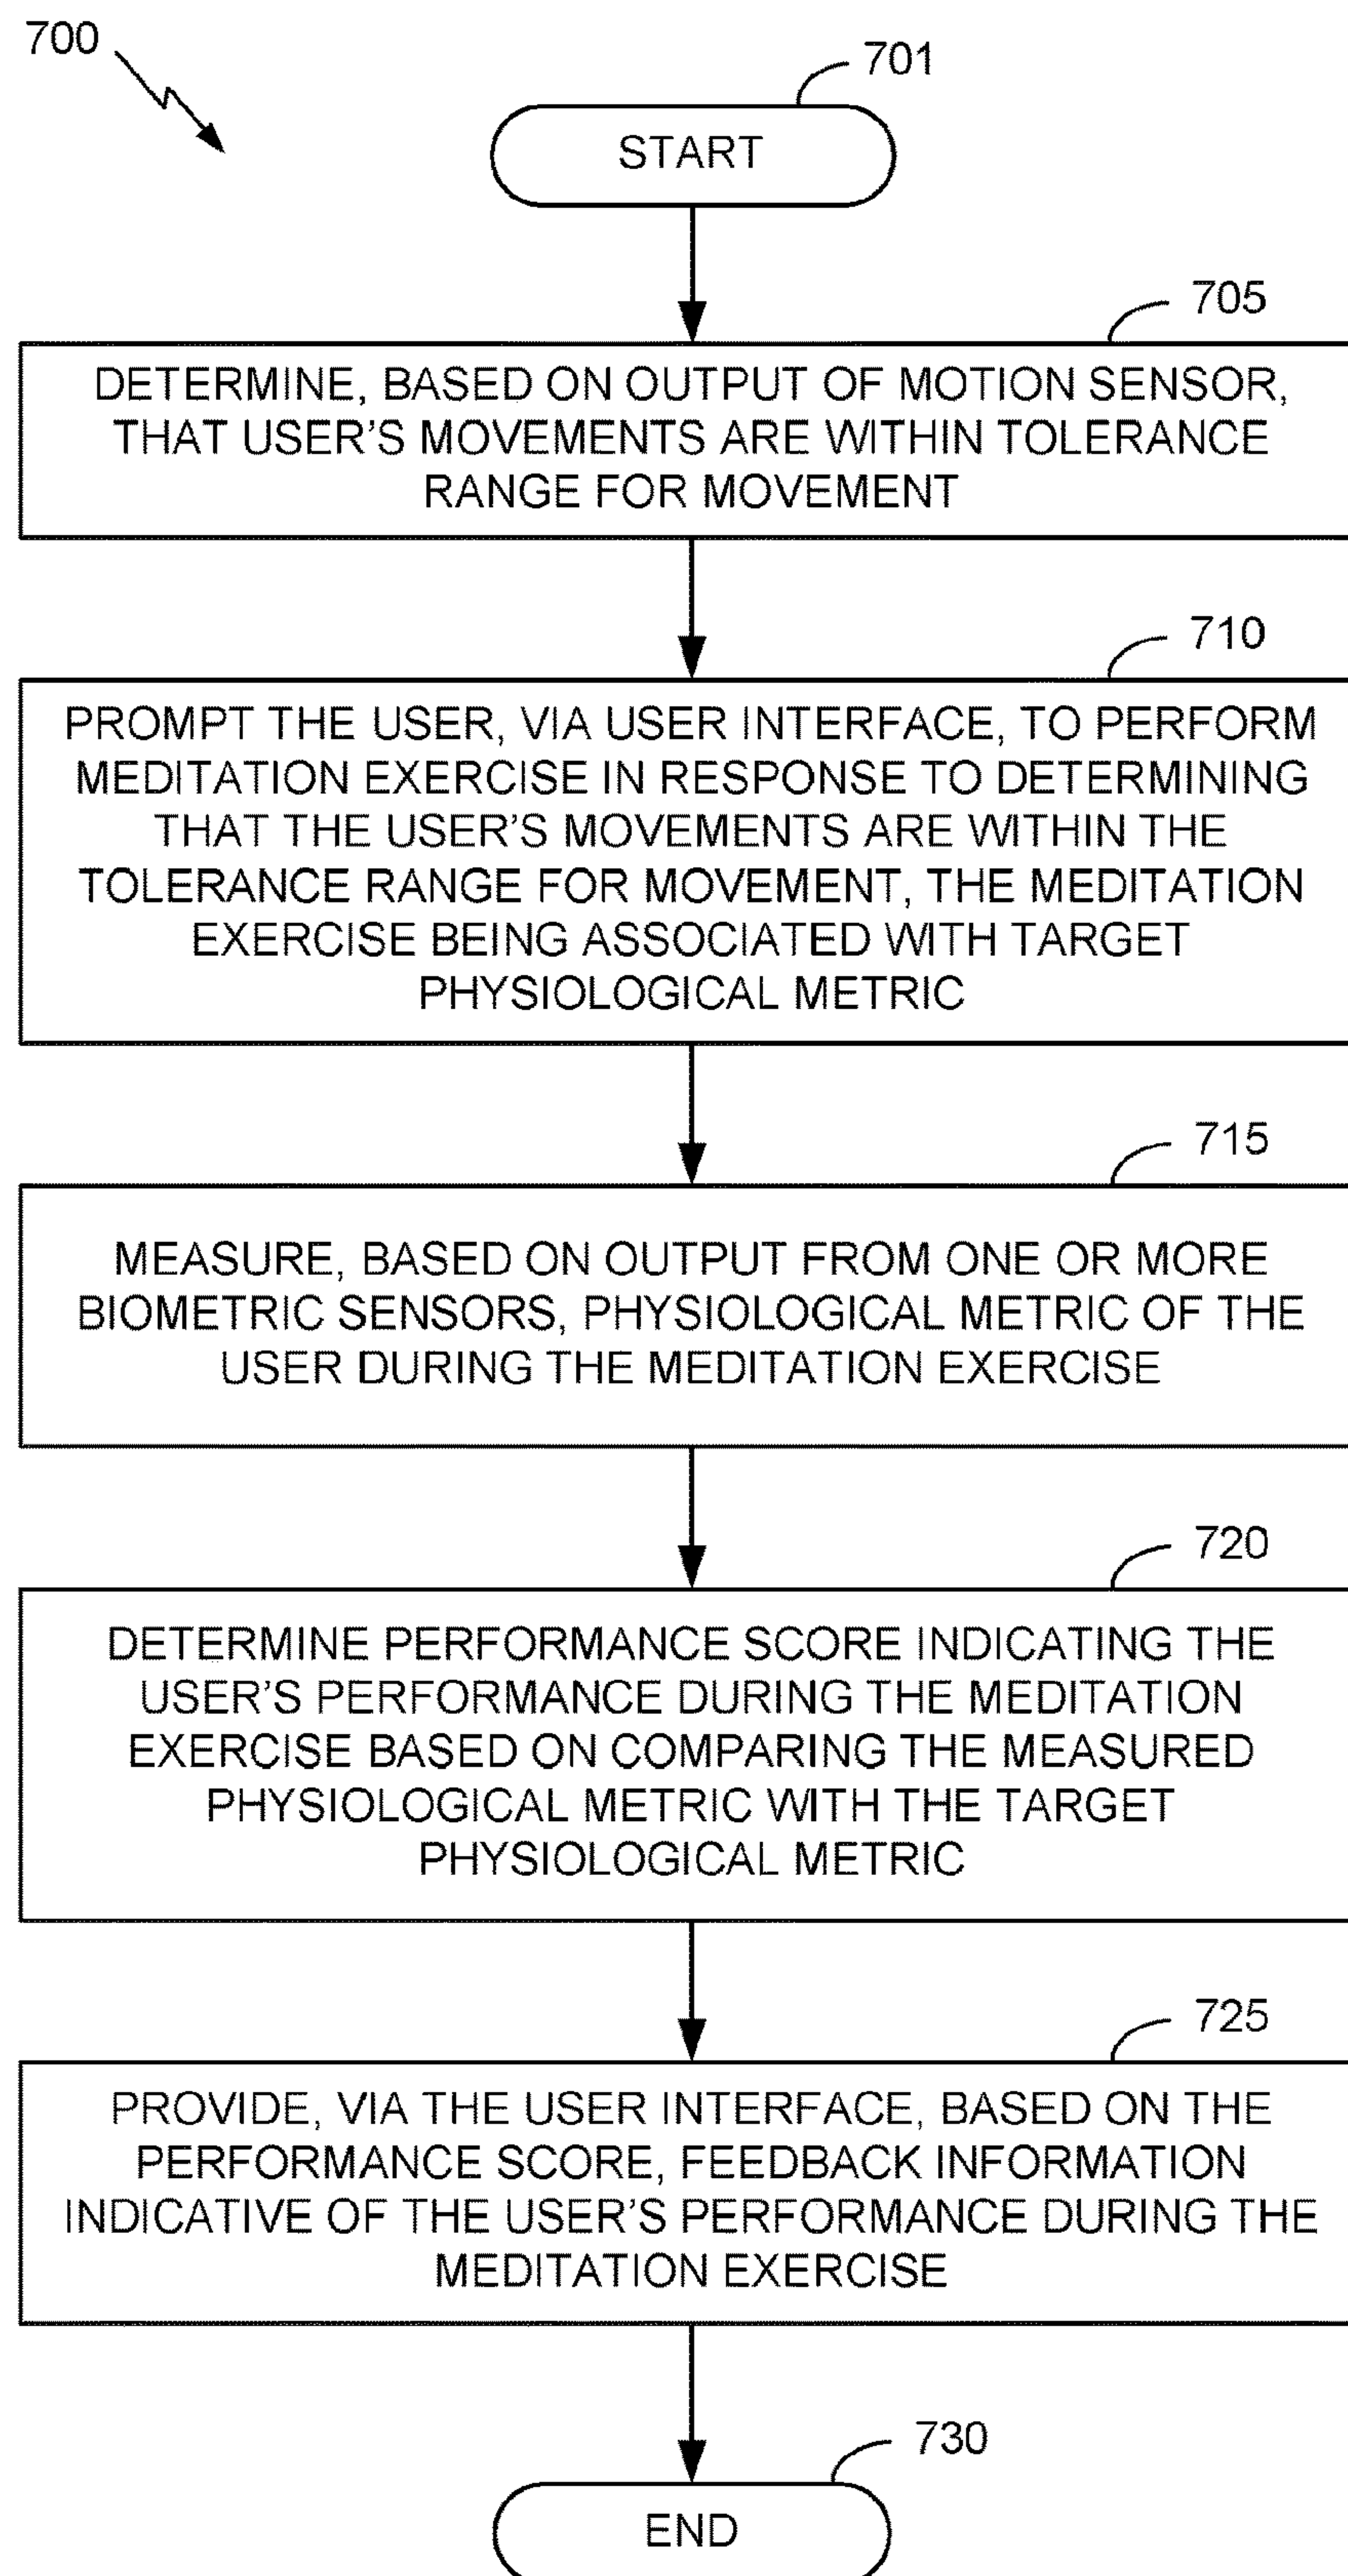 700
701
START
705
DETERMINE, BASED ON OUTPUT OF MOTION SENSOR,
THAT USER'S MOVEMENTS ARE WITHIN TOLERANCE
RANGE FOR MOVEMENT
710
PROMPT THE USER, VIA USER INTERFACE, TO PERFORM
MEDITATION EXERCISE IN RESPONSE TO DETERMINING
THAT THE USER'S MOVEMENTS ARE WITHIN THE
TOLERANCE RANGE FOR MOVEMENT, THE MEDITATION
EXERCISE BEING ASSOCIATED WITH TARGET
PHYSIOLOGICAL METRIC
715
MEASURE, BASED ON OUTPUT FROM ONE OR MORE
BIOMETRIC SENSORS, PHYSIOLOGICAL METRIC OF THE
USER DURING THE MEDITATION EXERCISE
720
DETERMINE PERFORMANCE SCORE INDICATING THE
USER'S PERFORMANCE DURING THE MEDITATION
EXERCISE BASED ON COMPARING THE MEASURED
PHYSIOLOGICAL METRIC WITH THE TARGET
PHYSIOLOGICAL METRIC
725
PROVIDE, VIA THE USER INTERFACE, BASED ON THE
PERFORMANCE SCORE, FEEDBACK INFORMATION
INDICATIVE OF THE USER'S PERFORMANCE DURING THE
MEDITATION EXERCISE
730
END